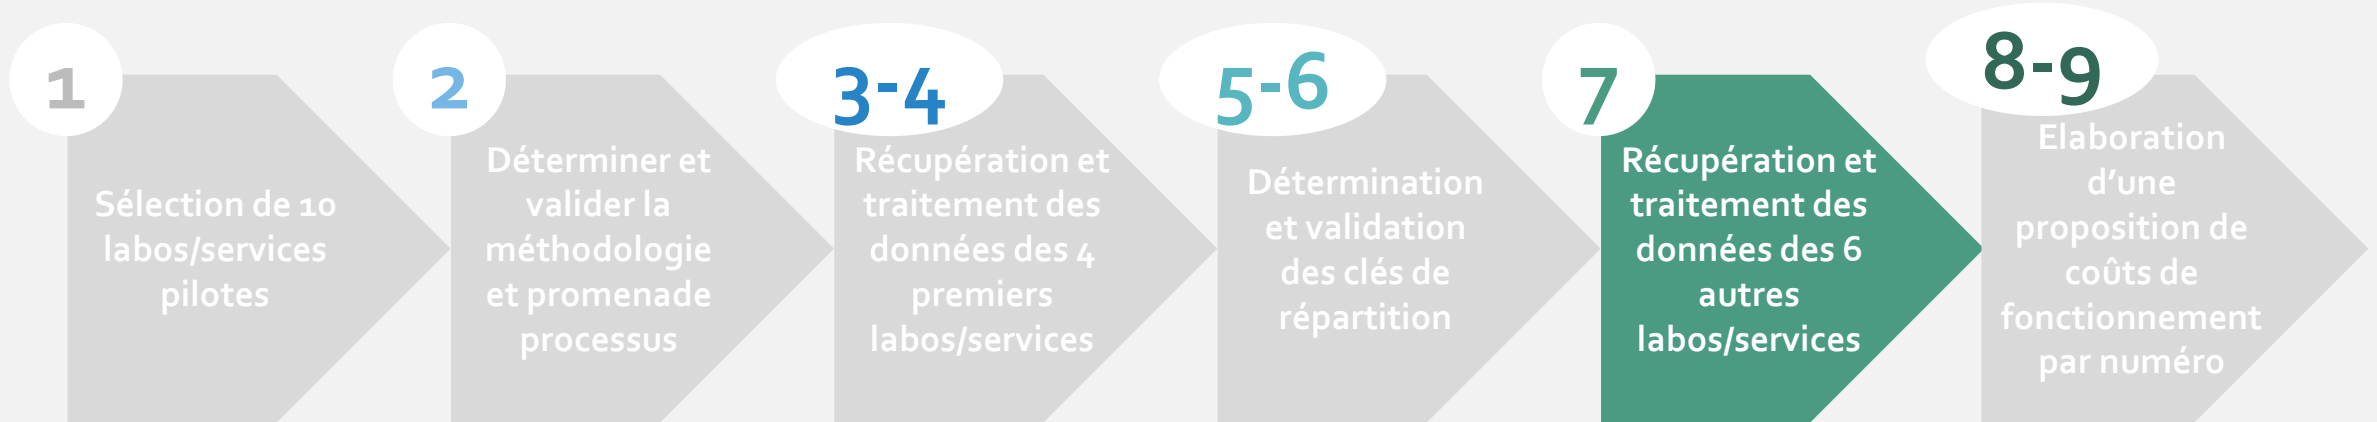 1
Sélection de 10
labos/services
pilotes
2
Déterminer et
valider la
méthodologie
et promenade
processus
3-4
Récupération et
traitement des
données des 4
premiers
labos/services
5-6
Détermination
et validation
des clés de
répartition
7
Récupération et
traitement des
données des 6
autres
labos/services
8-9
Elaboration
d’une
proposition de
coûts de
fonctionnement
par numéro